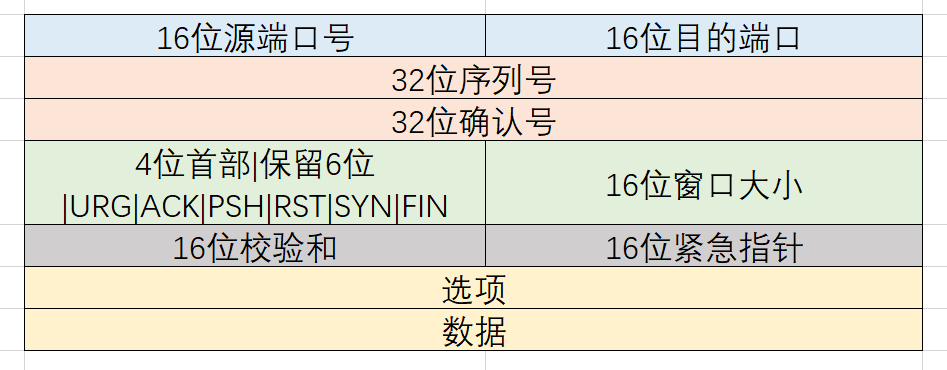 16位源端口号
16位目的端口
32位序列号
32位确认号
4位首部|保留6位
|URG|ACK|PSH|RST|SYN|FIN
16位窗口大小
16位校验和
16位紧急指针
选项
数据